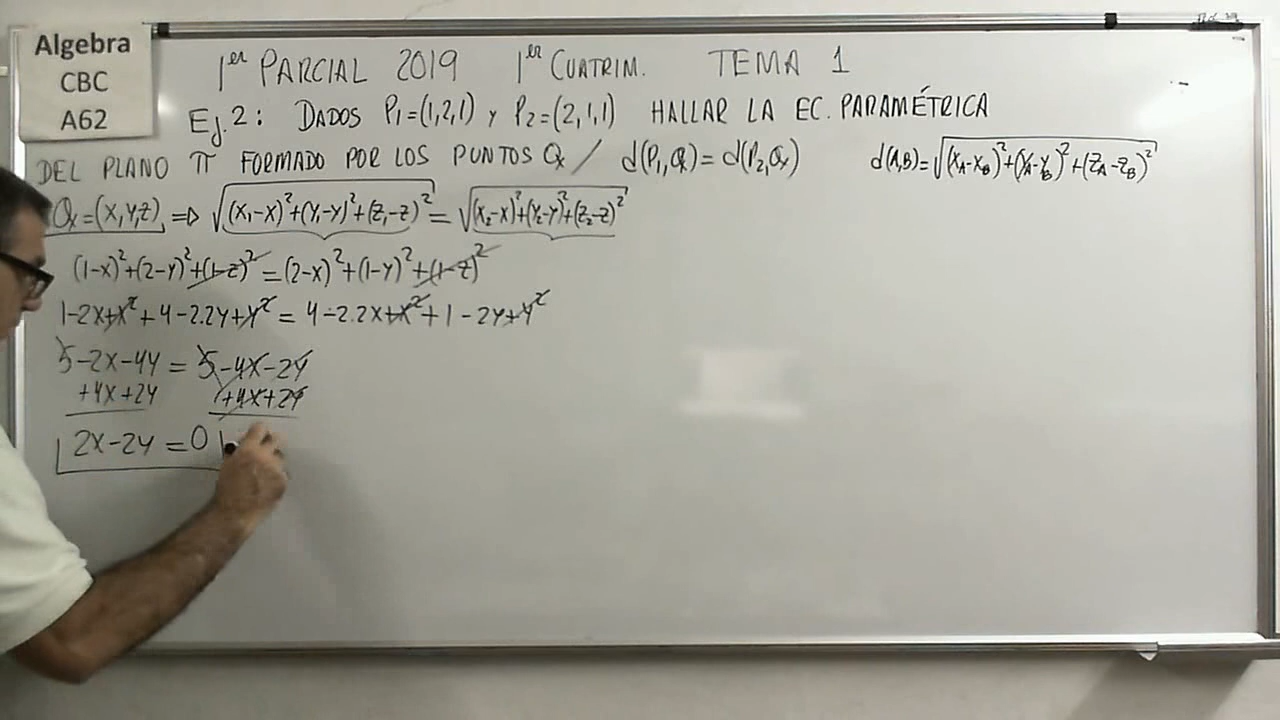 Algebra
CBC
A62
1er PARCIAL 2019 1er CUATRIM. TEMA 1
Ej. 2: DADOS P₁=(1,2,1) Y P₂=(2,1,1) HALLAR LA EC. PARAMÉTRICA
DEL PLANO π FORMADO POR LOS PUNTOS Qx / d(P₁,Qx) = d(P₂,Qx)
d(A,B)=√((XA-XB)²+(YA-YB)²+(ZA-ZB)²)
Qx=(X,Y,Z) ⇒ √((X₁-X)²+(Y₁-Y)²+(Z₁-Z)²) = √((X₂-X)²+(Y₂-Y)²+(Z₂-Z)²)
(1-X)²+(2-Y)²+(1-Z)² = (2-X)²+(1-Y)²+(1-Z)²
1-2X+X²+4-2.2Y+Y² = 4-2.2X+X²+1-2Y+Y²
5-2X-4Y = 5-4X-2Y
+4X+2Y +4X+2Y
2X-2Y=0